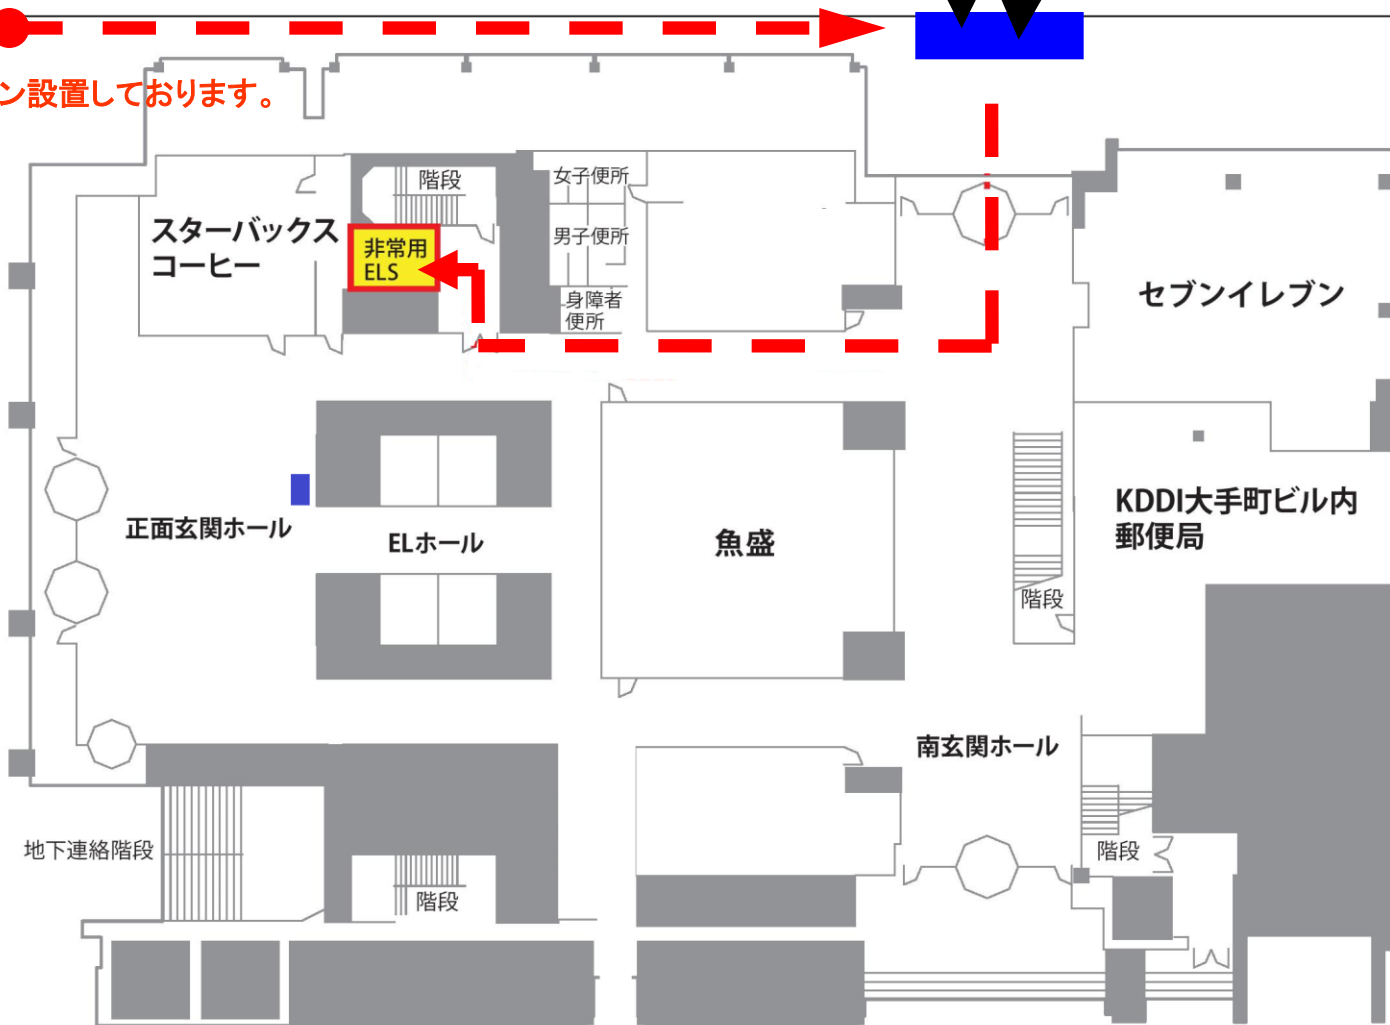 ン設置しております。
階段
女子便所
スターバックス
コーヒー
非常用
ELS
男子便所
身障者
便所
セブンイレブン
正面玄関ホール
ELホール
魚盛
KDDI大手町ビル内
郵便局
階段
南玄関ホール
地下連絡階段
階段
階段